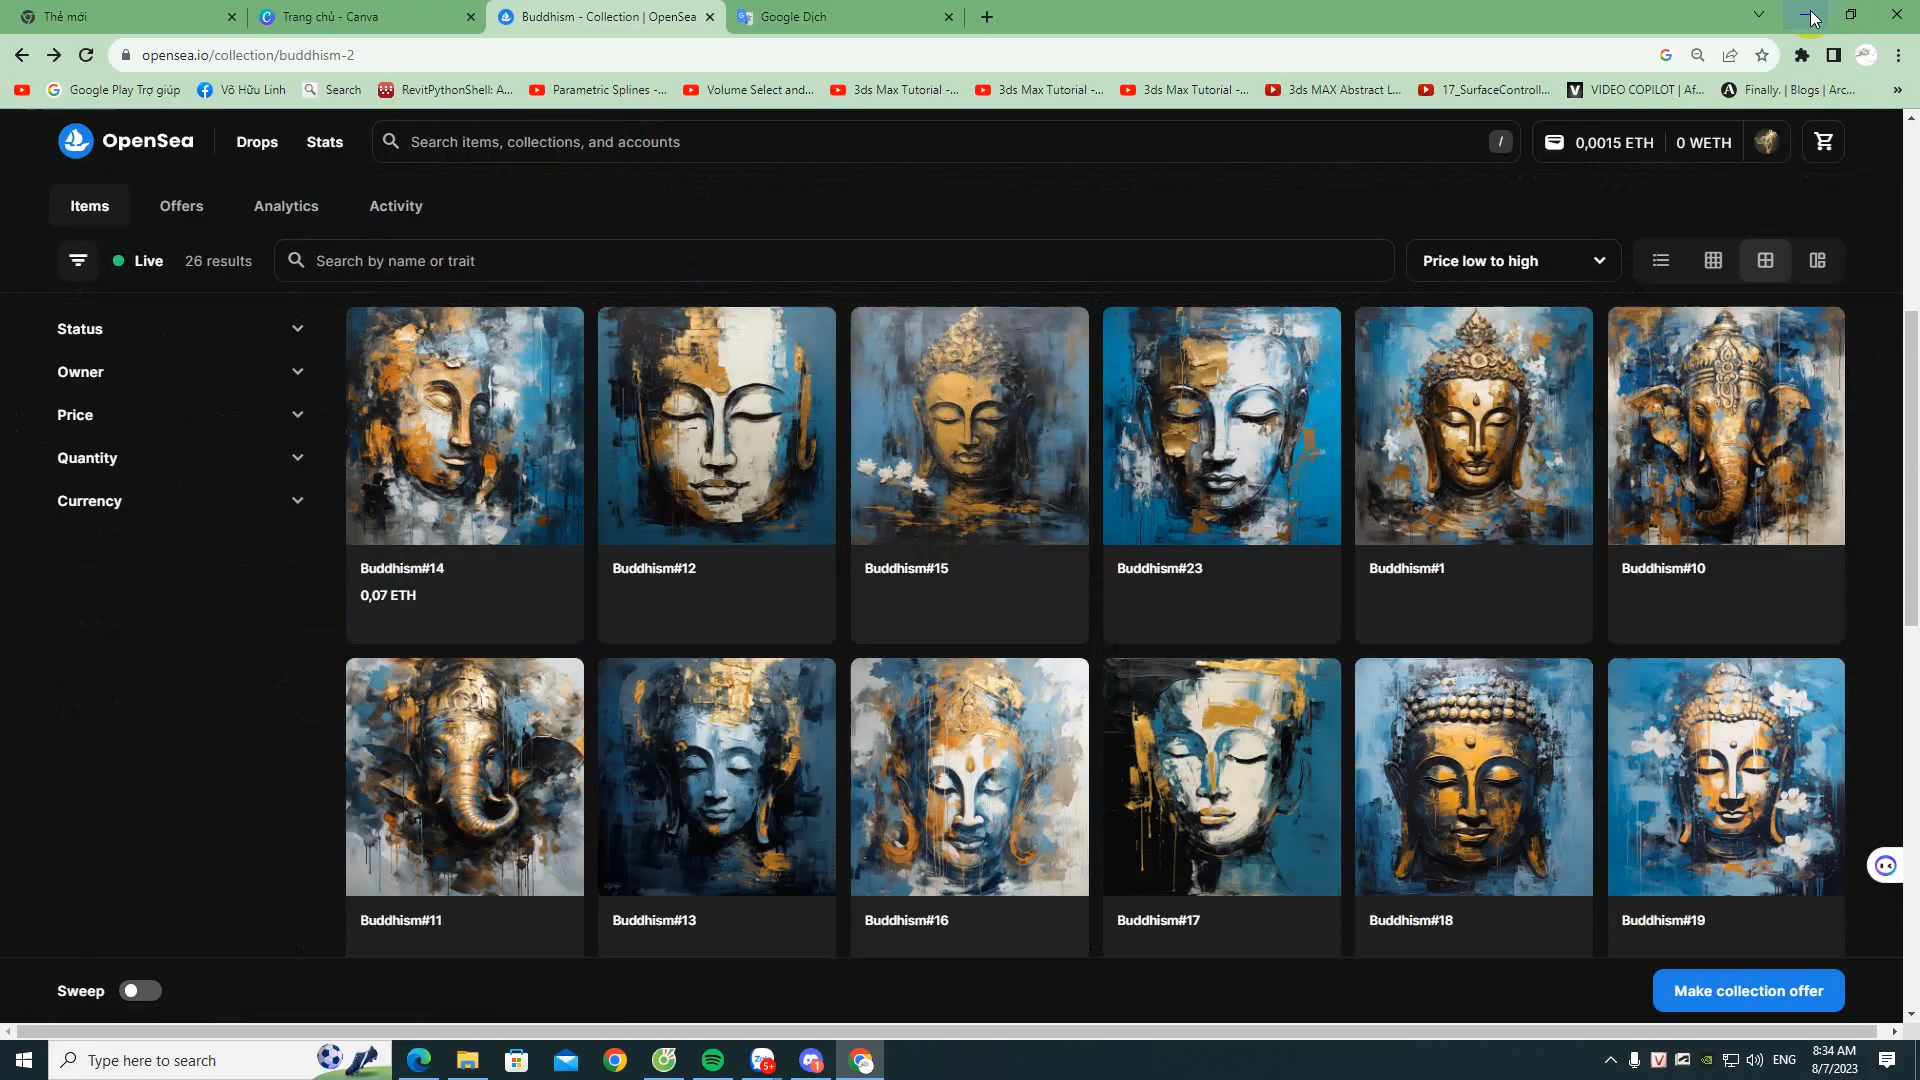 Thẻ mới
Trang chủ - Canva
Buddhism - Collection | OpenSea
Google Dịch
opensea.io/collection/buddhism-2
Google Play Trợ giúp
Võ Hữu Linh
Search
RevitPythonShell: A...
Parametric Splines -...
Volume Select and...
3ds Max Tutorial -...
3ds Max Tutorial -...
3ds Max Tutorial -...
3ds MAX Abstract L...
17_SurfaceControll...
VIDEO COPILOT | Af...
Finally. | Blogs | Arc...
OpenSea
Drops
Stats
Search items, collections, and accounts
/
0,0015 ETH
0 WETH
Items
Offers
Analytics
Activity
Live
26 results
Search by name or trait
Price low to high
Status
Owner
Price
Quantity
Currency
Buddhism#14
0,07 ETH
Buddhism#12
Buddhism#15
Buddhism#23
Buddhism#1
Buddhism#10
Buddhism#11
Buddhism#13
Buddhism#16
Buddhism#17
Buddhism#18
Buddhism#19
Sweep
Make collection offer
Type here to search
Zalo
5+
1
V
ENG
8:34 AM
8/7/2023